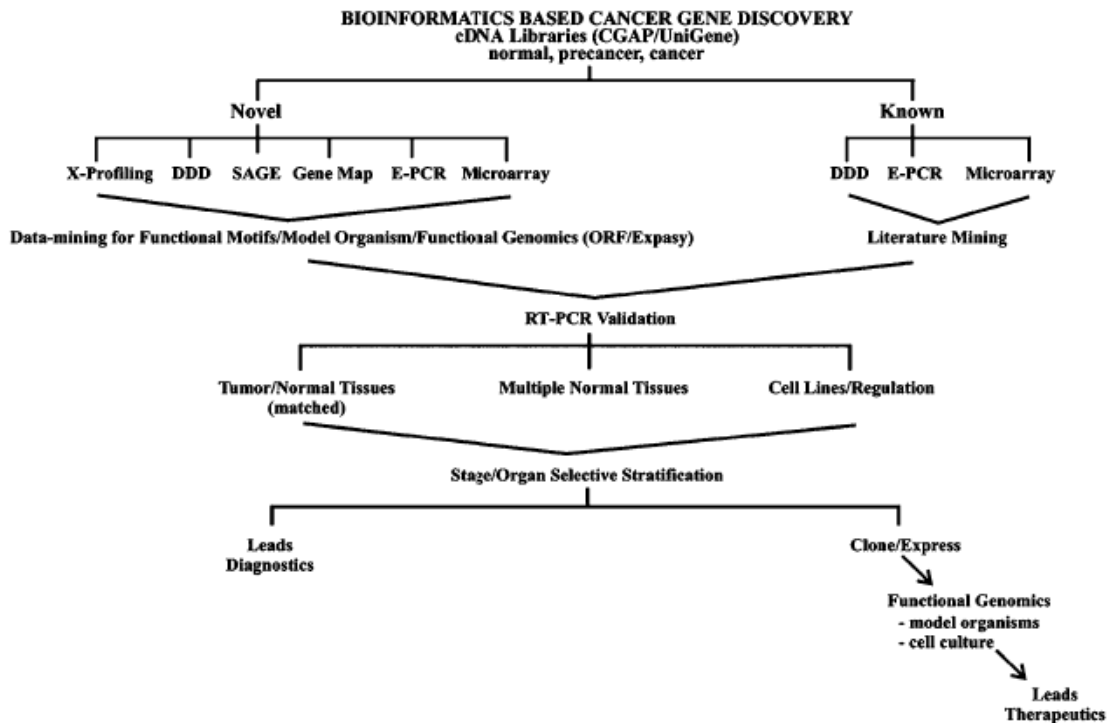 BIOINFORMATICS BASED CANCER GENE DISCOVERY
cDNA Libraries (CGAP/UniGene)
normal, precancer, cancer
Novel
Known
X-Profiling DDD SAGE Gene Map E-PCR Microarray
DDD E-PCR Microarray
Data-mining for Functional Motifs/Model Organism/Functional Genomics (ORF/Expasy)
Literature Mining
RT-PCR Validation
Tumor/Normal Tissues
(matched)
Multiple Normal Tissues
Cell Lines/Regulation
Stage/Organ Selective Stratification
Leads
Diagnostics
Clone/Express
Functional Genomics
- model organisms
- cell culture
Leads
Therapeutics